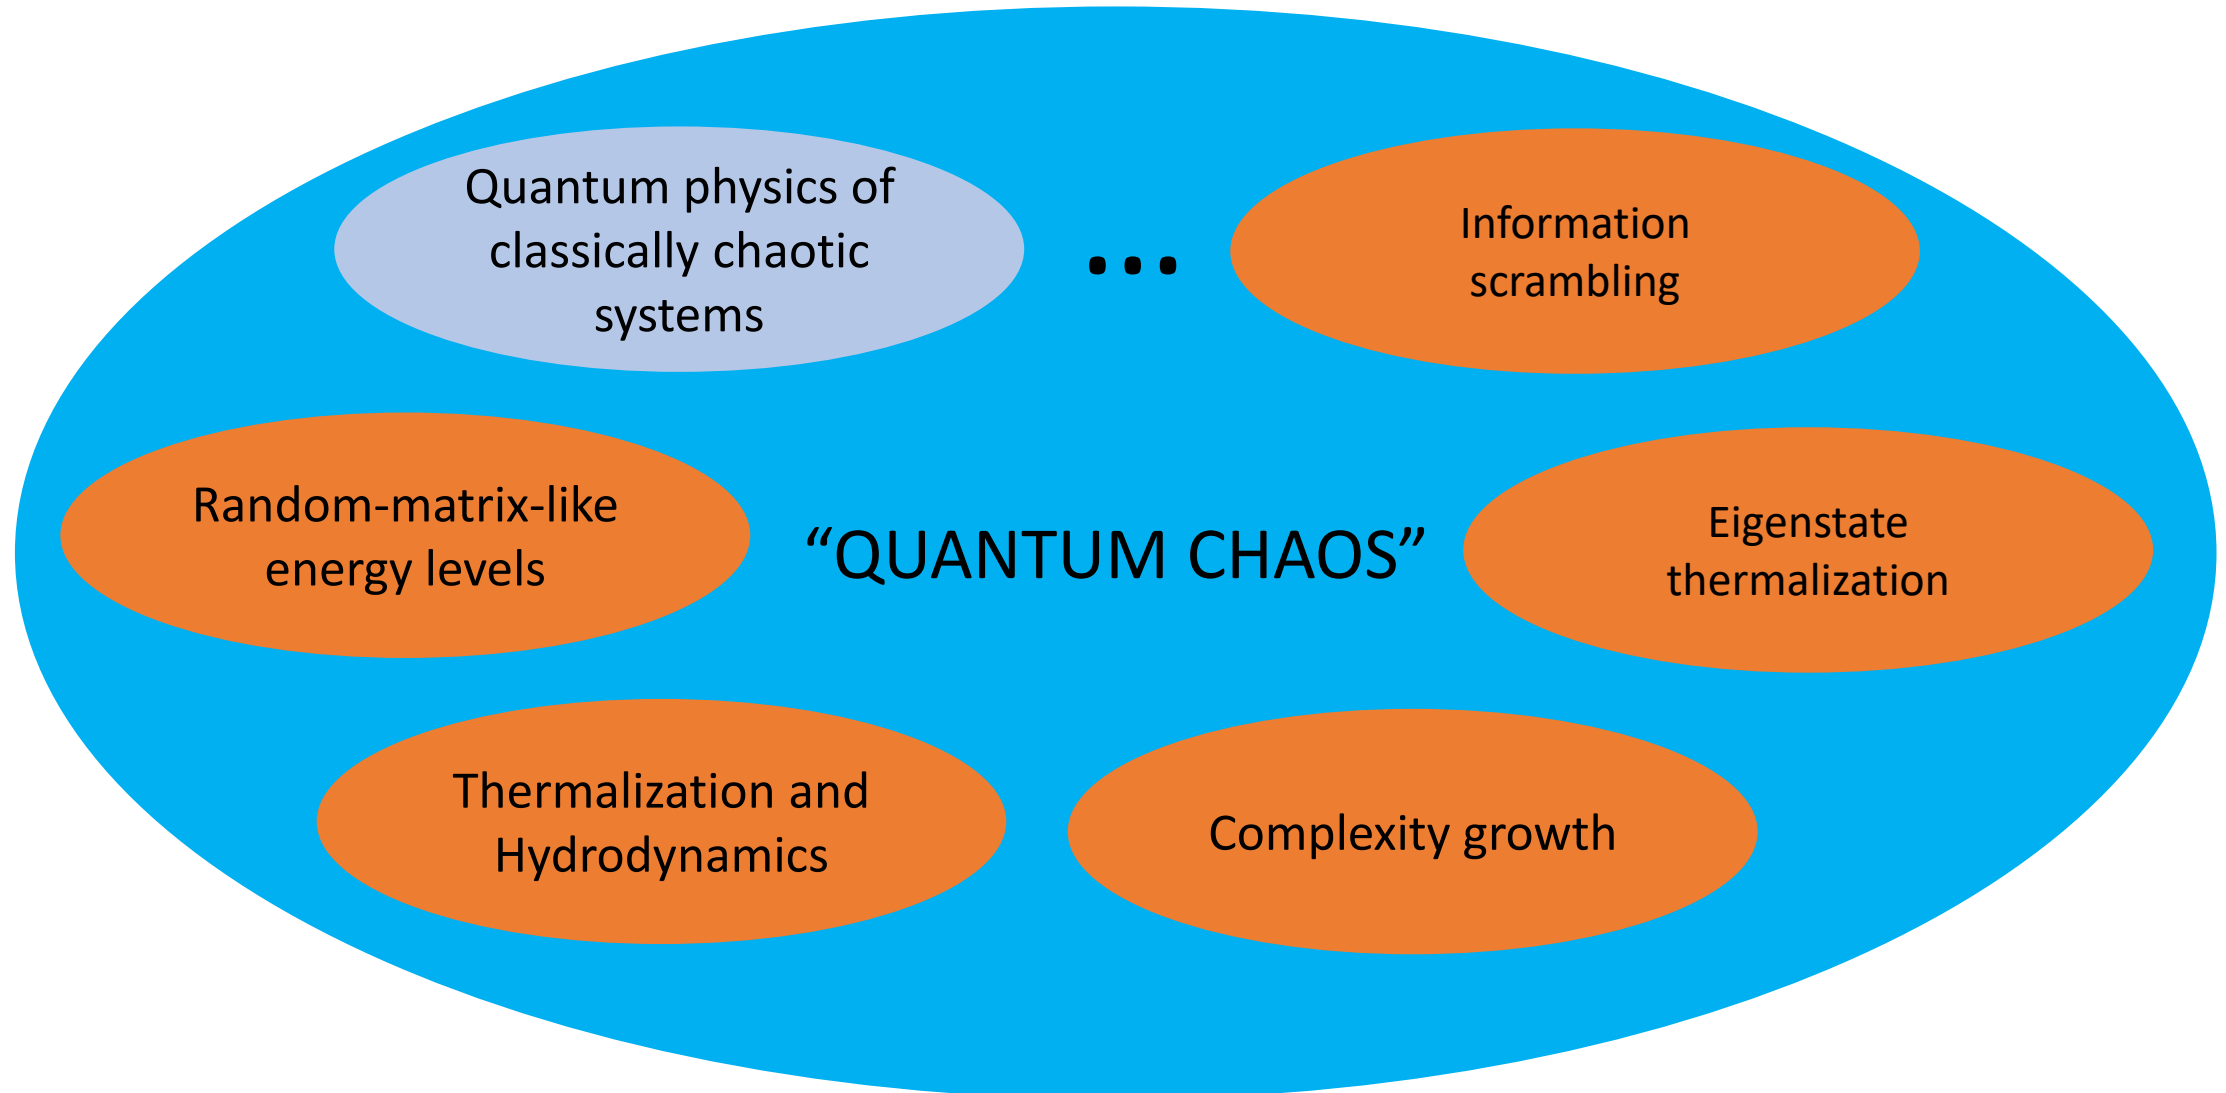 Quantum physics of
classically chaotic
systems
...
Information
scrambling
Random-matrix-like
energy levels
“QUANTUM CHAOS”
Eigenstate
thermalization
Thermalization and
Hydrodynamics
Complexity growth